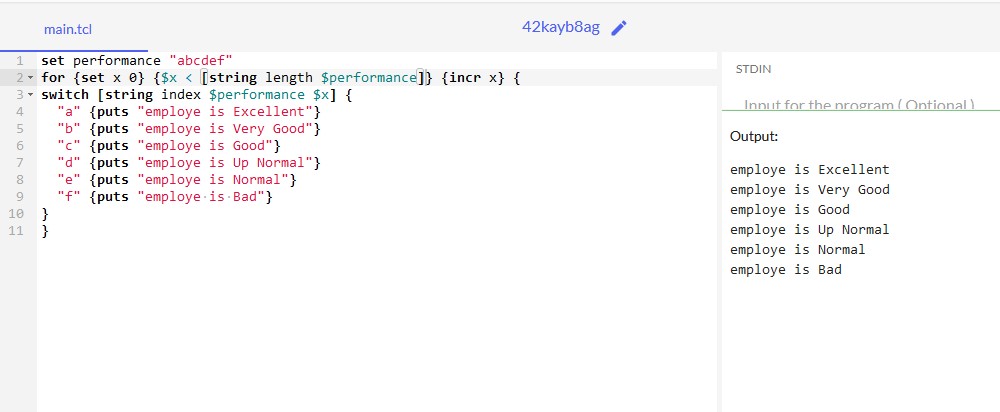 main.tcl
42kayb8ag
1 set performance "abcdef"
2 for {set x 0} {$x < [string length $performance]} {incr x} {
3 switch [string index $performance $x] {
4 "a" {puts "employe is Excellent"}
5 "b" {puts "employe is Very Good"}
6 "c" {puts "employe is Good"}
7 "d" {puts "employe is Up Normal"}
8 "e" {puts "employe is Normal"}
9 "f" {puts "employe·is·Bad"}
10 }
11 }
STDIN
Input for the program ( Optional )
Output:
employe is Excellent
employe is Very Good
employe is Good
employe is Up Normal
employe is Normal
employe is Bad